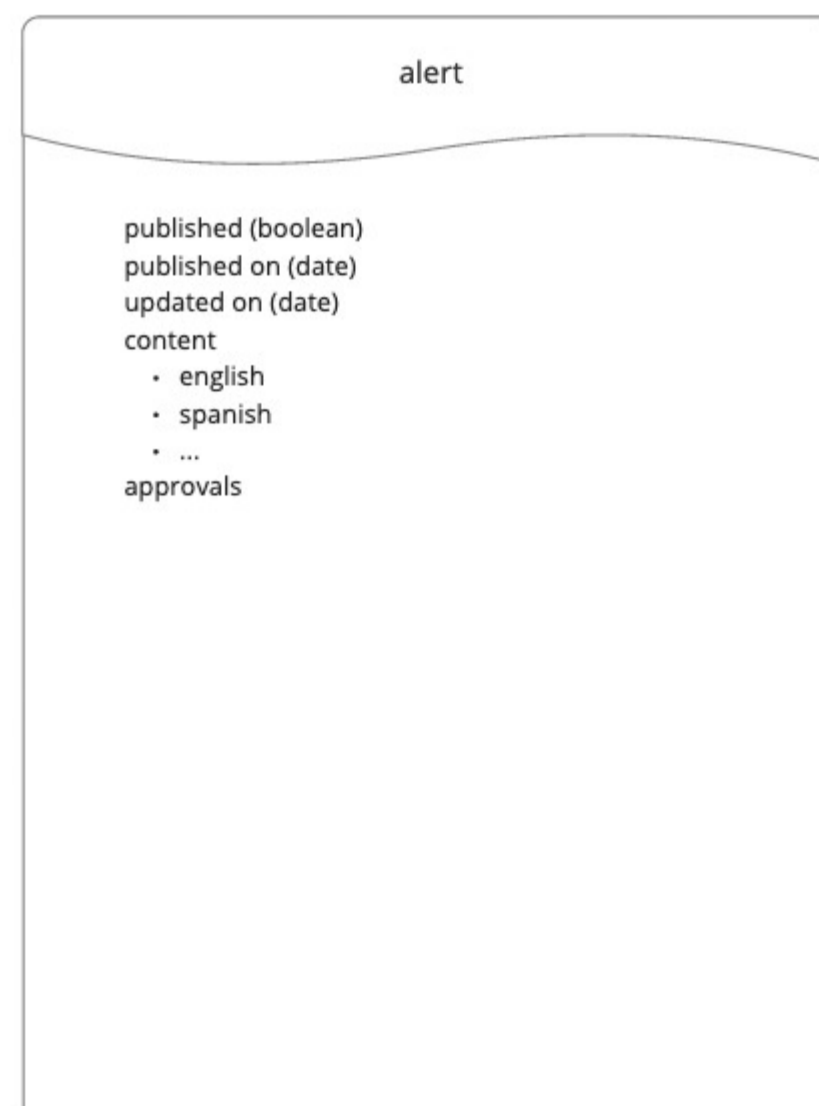 alert
published (boolean)
published on (date)
updated on (date)
content
• english
• spanish
• ...
approvals